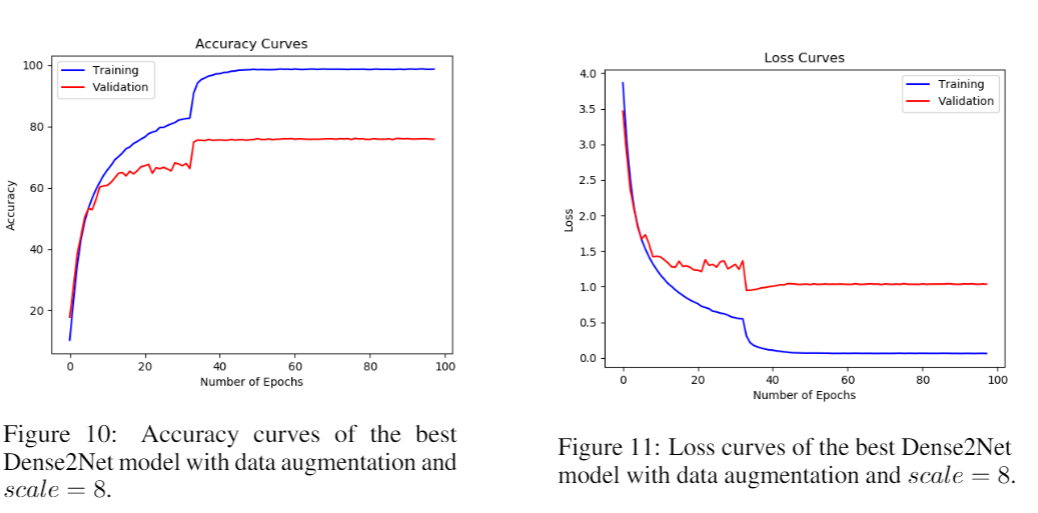 Accuracy Curves
Training
Validation
100
80
60
40
20
Accuracy
0 20 40 60 80 100
Number of Epochs
Figure 10: Accuracy curves of the best
Dense2Net model with data augmentation and
scale = 8.
Loss Curves
Training
Validation
4.0
3.5
3.0
2.5
2.0
1.5
1.0
0.5
0.0
Loss
0 20 40 60 80 100
Number of Epochs
Figure 11: Loss curves of the best Dense2Net
model with data augmentation and scale = 8.